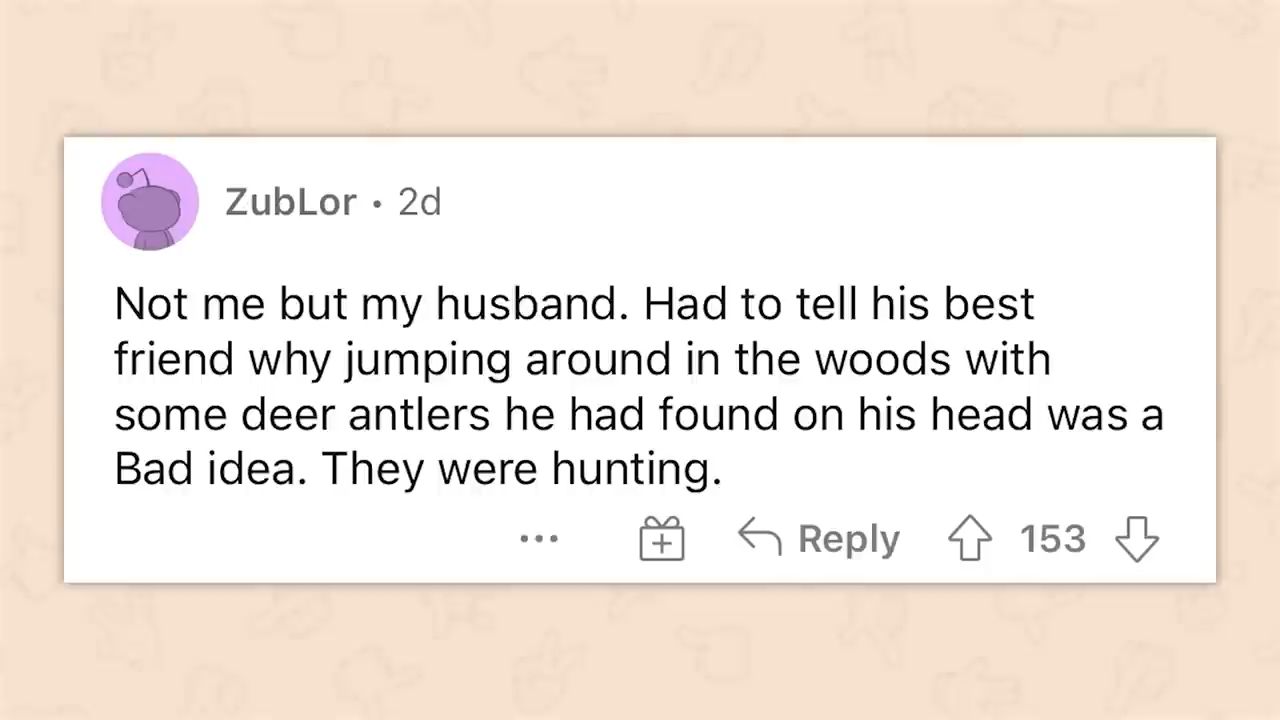 ZubLor • 2d
Not me but my husband. Had to tell his best
friend why jumping around in the woods with
some deer antlers he had found on his head was a
Bad idea. They were hunting.
Reply 153